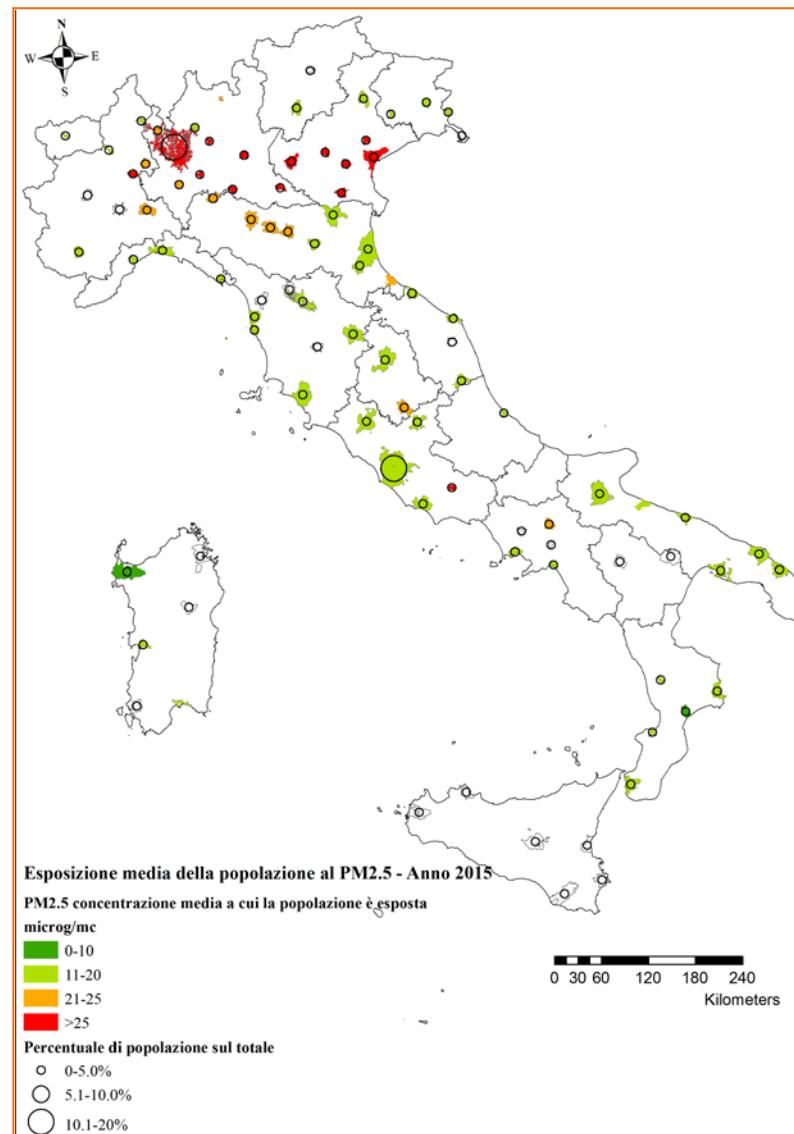 N
W E
S
Esposizione media della popolazione al PM2.5 - Anno 2015
PM2.5 concentrazione media a cui la popolazione è esposta
microg/mc
0-10
11-20
21-25
>25
0 30 60 120 180 240
Kilometers
Percentuale di popolazione sul totale
0-5.0%
5.1-10.0%
10.1-20%